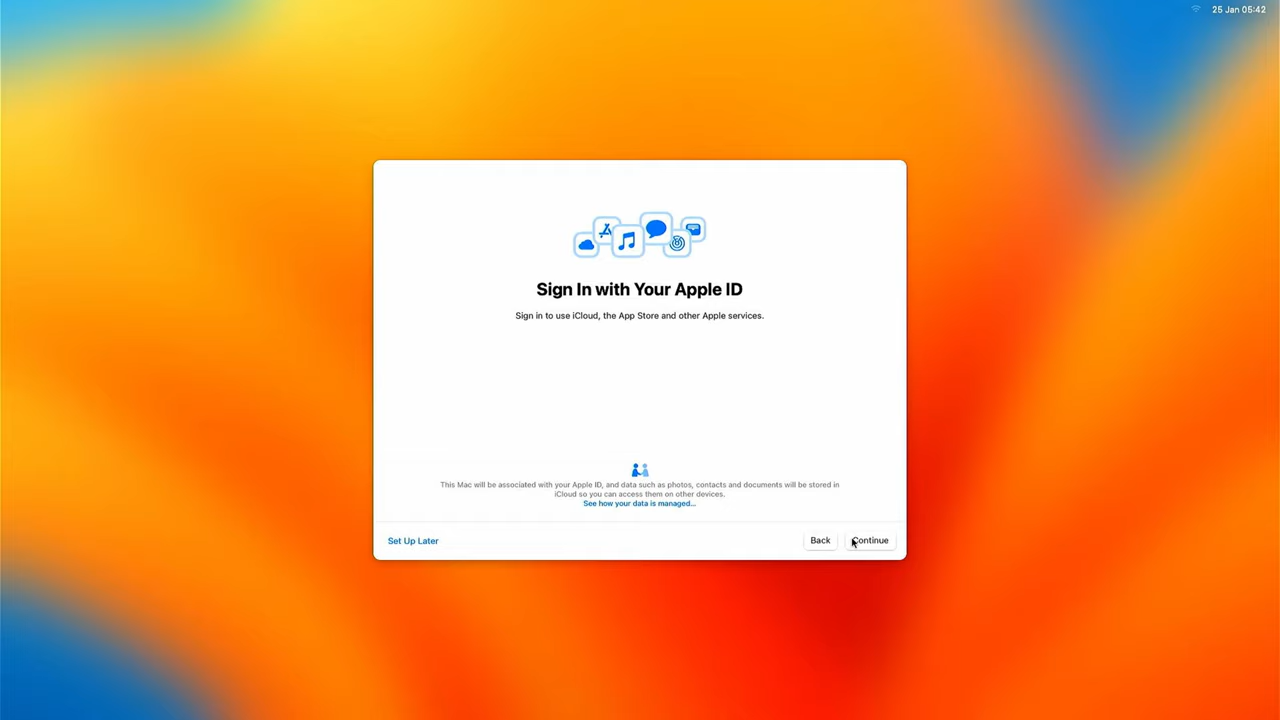 25 Jan 05:42
Sign In with Your Apple ID
Sign in to use iCloud, the App Store and other Apple services.
This Mac will be associated with your Apple ID, and data such as photos, contacts and documents will be stored in
iCloud so you can access them on other devices.
See how your data is managed...
Set Up Later
Back
Continue